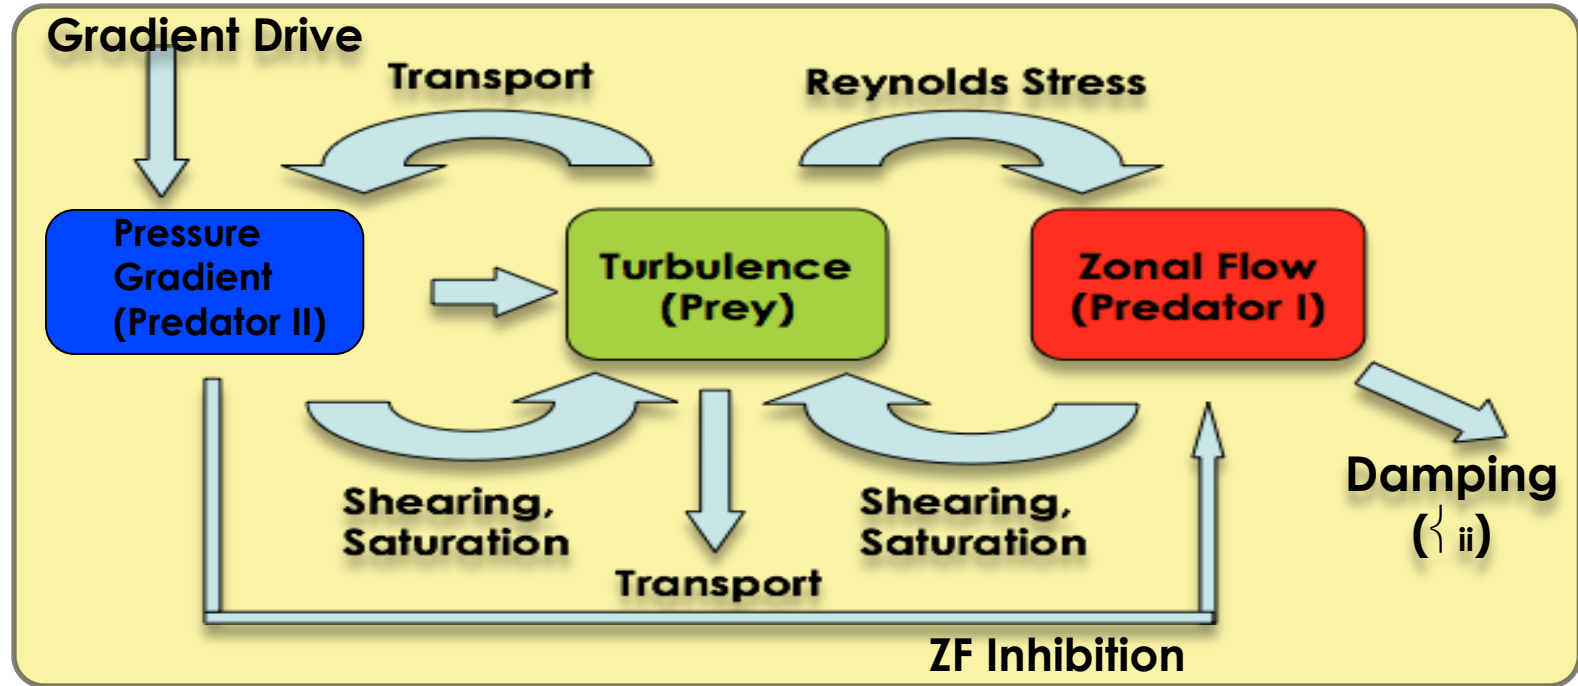 Gradient Drive
Transport
Reynolds Stress
Pressure
Gradient
(Predator II)
Turbulence
(Prey)
Zonal Flow
(Predator I)
Shearing,
Saturation
Shearing,
Saturation
Damping
(⎨ ii)
Transport
ZF Inhibition